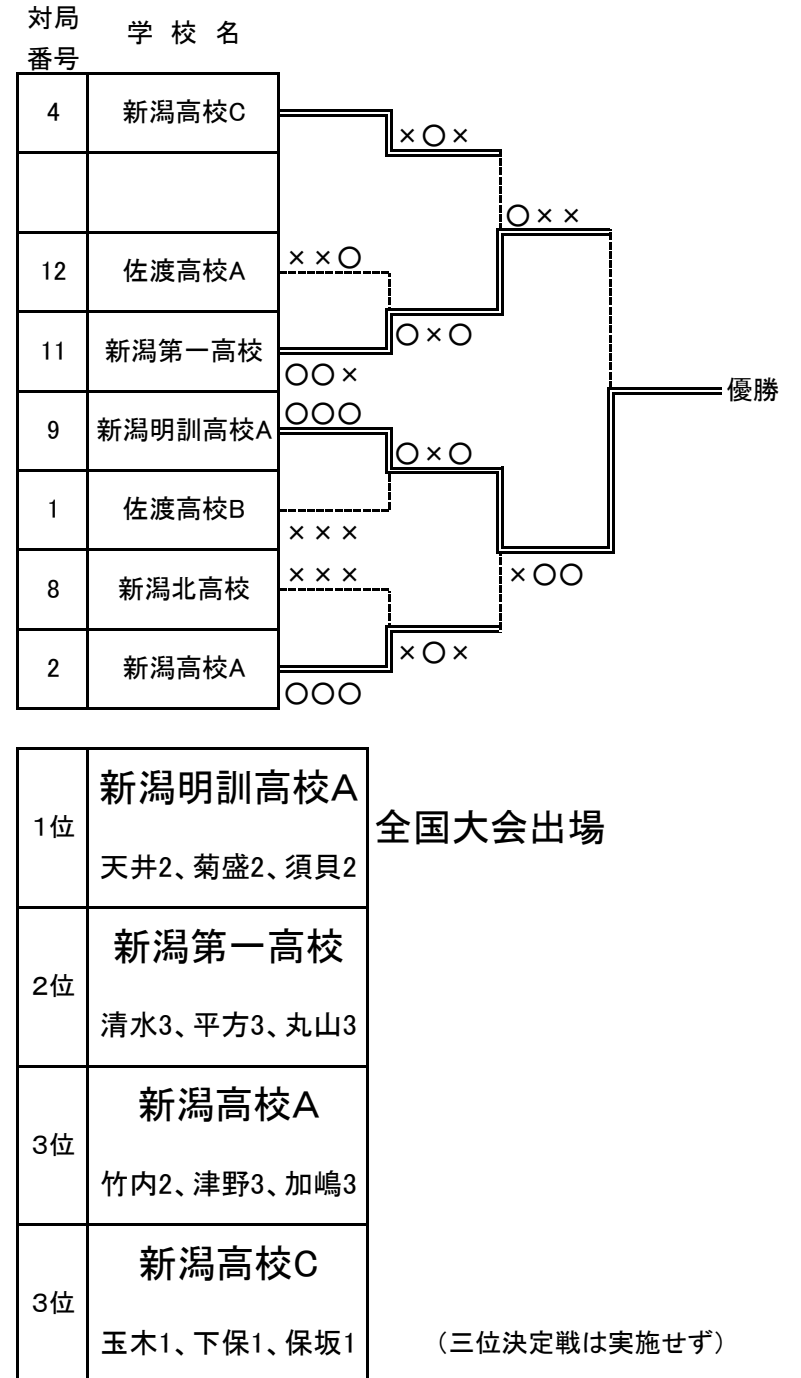 対局 学 校 名
番号
4 新潟高校C
×〇×
〇××
12 佐渡高校A ××〇
〇×〇
11 新潟第一高校
〇〇×
優勝
9 新潟明訓高校A 〇〇〇
〇×〇
1 佐渡高校B
×××
8 新潟北高校 ×××
×〇〇
2 新潟高校A
×〇×
〇〇〇
1位 新潟明訓高校A 全国大会出場
天井2、菊盛2、須貝2
2位 新潟第一高校
清水3、平方3、丸山3
3位 新潟高校A
竹内2、津野3、加嶋3
3位 新潟高校C
玉木1、下保1、保坂1 （三位決定戦は実施せず）